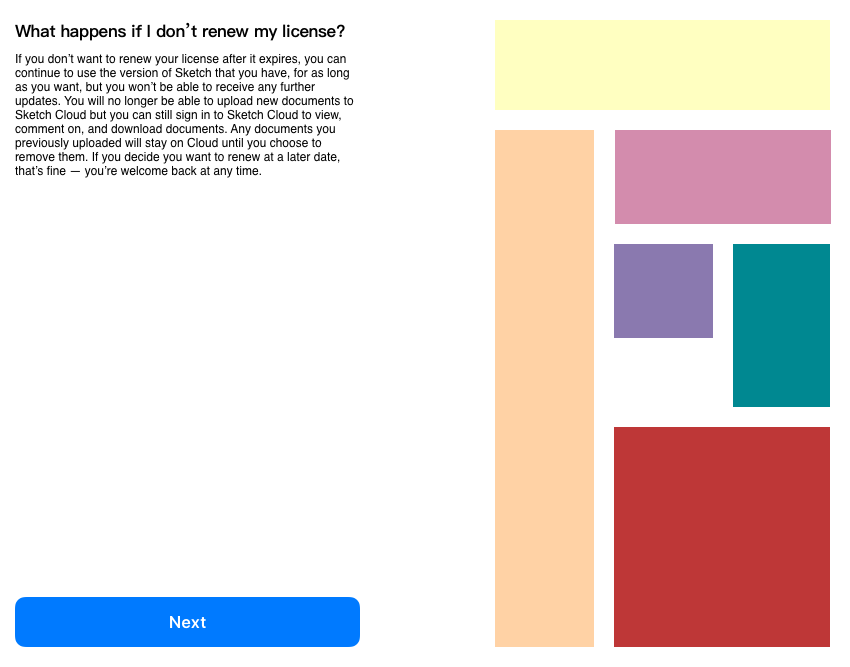 What happens if I don’t renew my license?
If you don’t want to renew your license after it expires, you can
continue to use the version of Sketch that you have, for as long
as you want, but you won’t be able to receive any further
updates. You will no longer be able to upload new documents to
Sketch Cloud but you can still sign in to Sketch Cloud to view,
comment on, and download documents. Any documents you
previously uploaded will stay on Cloud until you choose to
remove them. If you decide you want to renew at a later date,
that’s fine — you’re welcome back at any time.
Next